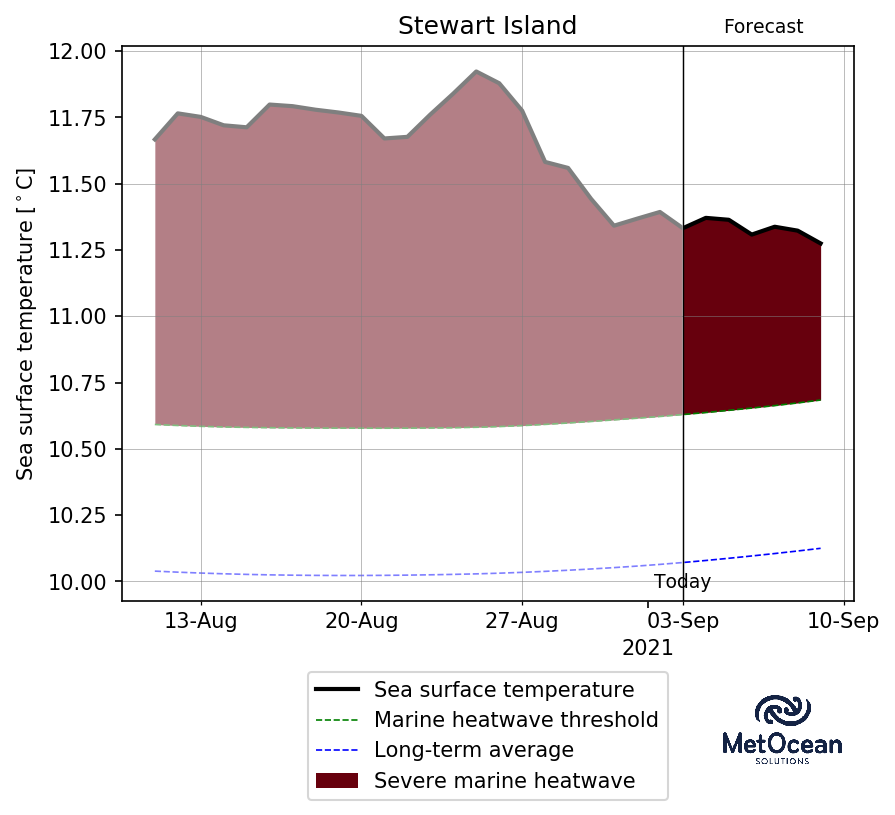 Stewart Island
Forecast
12.00
11.75
11.50
11.25
11.00
10.75
10.50
10.25
10.00
Sea surface temperature [°C]
Today
13-Aug 20-Aug 27-Aug 03-Sep 10-Sep
2021
Sea surface temperature
Marine heatwave threshold
Long-term average
Severe marine heatwave
MetOcean
SOLUTIONS